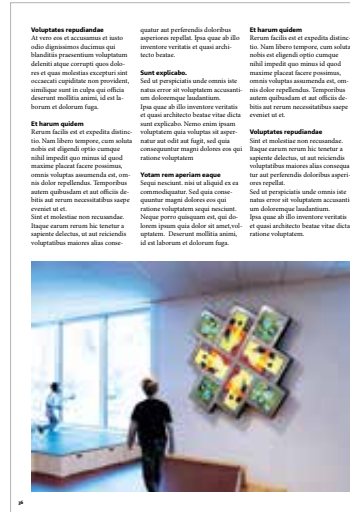 Voluptates repudiandae
At vero eos et accusamus et iusto
odio dignissimos ducimus qui
blanditiis praesentium voluptatum
deleniti atque corrupti quos dolo-
res et quas molestias excepturi sint
occaecati cupiditate non provident,
similique sunt in culpa qui officia
deserunt mollitia animi, id est la-
borum et dolorum fuga.
Et harum quidem
Rerum facilis est et expedita distinc-
tio. Nam libero tempore, cum soluta
nobis est eligendi optio cumque
nihil impedit quo minus id quod
maxime placeat facere possimus,
omnis voluptas assumenda est, om-
nis dolor repellendus. Temporibus
autem quibusdam et aut officiis de-
bitis aut rerum necessitatibus saepe
eveniet ut et.
Sint et molestiae non recusandae.
Itaque earum rerum hic tenetur a
sapiente delectus, ut aut reiciendis
voluptatibus maiores alias conse-
quatur aut perferendis doloribus
asperiores repellat. Ipsa quae ab illo
inventore veritatis et quasi archi-
tecto beatae.
Sunt explicabo.
Sed ut perspiciatis unde omnis iste
natus error sit voluptatem accusanti-
um doloremque laudantium.
Ipsa quae ab illo inventore veritatis
et quasi architecto beatae vitae dicta
sunt explicabo. Nemo enim ipsam
voluptatem quia voluptas sit asper-
natur aut odit aut fugit, sed quia
consequuntur magni dolores eos qui
ratione voluptatem
Yotam rem aperiam eaque
Sequi nesciunt. nisi ut aliquid ex ea
commodi quatur. Sed quia conse-
quuntur magni dolores eos qui
ratione voluptatem sequi nesciunt.
Neque porro quisquam est, qui do-
lorem ipsum quia dolor sit amet,vol-
uptatem. Deserunt mollitia animi,
id est laborum et dolorum fuga.
Et harum quidem
Rerum facilis est et expedita distinc-
tio. Nam libero tempore, cum soluta
nobis est eligendi optio cumque
nihil impedit quo minus id quod
maxime placeat facere possimus,
omnis voluptas assumenda est, om-
nis dolor repellendus. Temporibus
autem quibusdam et aut officiis de-
bitis aut rerum necessitatibus saepe
eveniet ut et.
Voluptates repudiandae
Sint et molestiae non recusandae.
Itaque earum rerum hic tenetur a
sapiente delectus, ut aut reiciendis
voluptatibus maiores alias consequa
tur aut perferendis doloribus asperi-
ores repellat.
Sed ut perspiciatis unde omnis iste
natus error sit voluptatem accusanti
um doloremque laudantium.
Ipsa quae ab illo inventore veritatis
et quasi architecto beatae vitae dicta
ratione voluptatem.
36